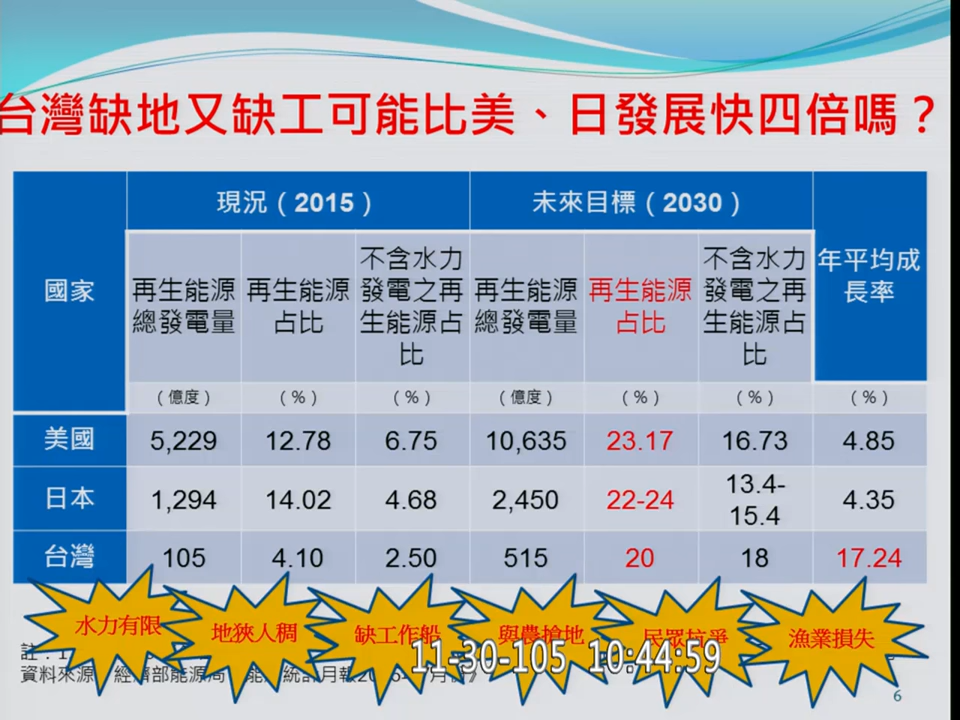 台灣缺地又缺工可能比美、日發展快四倍嗎？
國家 現況（2015） 未來目標（2030） 年平均成長率
再生能源總發電量 再生能源占比 不含水力發電之再生能源占比 再生能源總發電量 再生能源占比 不含水力發電之再生能源占比
（億度） （%） （%） （億度） （%） （%） （%）
美國 5,229 12.78 6.75 10,635 23.17 16.73 4.85
日本 1,294 14.02 4.68 2,450 22-24 13.4-15.4 4.35
台灣 105 4.10 2.50 515 20 18 17.24
水力有限 地狹人稠 缺工作船 與農搶地 民眾抗爭 漁業損失
註：1
資料來源 經濟部能源局
11-30-105 10:44:59
6